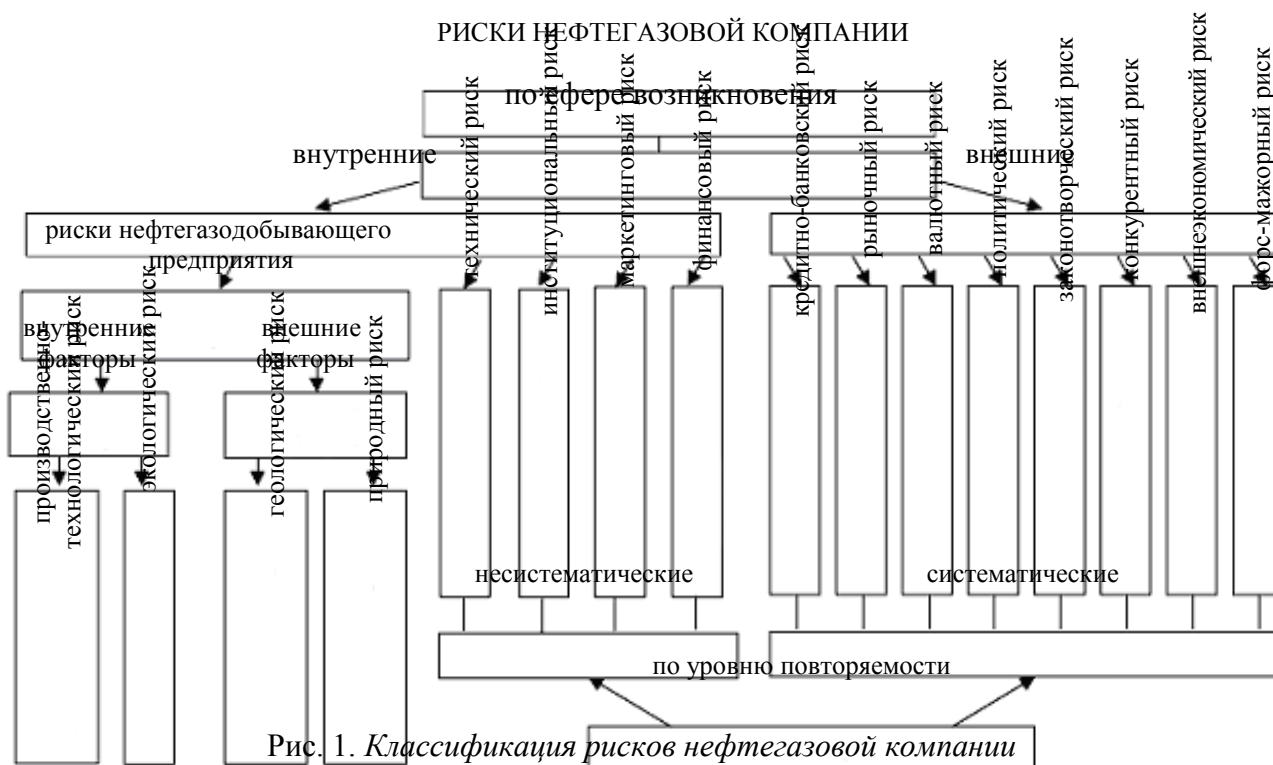 РИСКИ НЕФТЕГАЗОВОЙ КОМПАНИИ
по сфере возникновения
внутренние
внешние
риски нефтегазодобывающего
предприятия
технический риск
институциональный риск
маркетинговый риск
финансовый риск
кредитно-банковский риск
рыночный риск
валютный риск
политический риск
законотворческий риск
конкурентный риск
внешнеэкономический риск
форс-мажорный риск
внутренние
факторы
внешние
факторы
производственно-
технологический риск
экологический риск
геологический риск
природный риск
несистематические
систематические
по уровню повторяемости
Рис. 1. Классификация рисков нефтегазовой компании